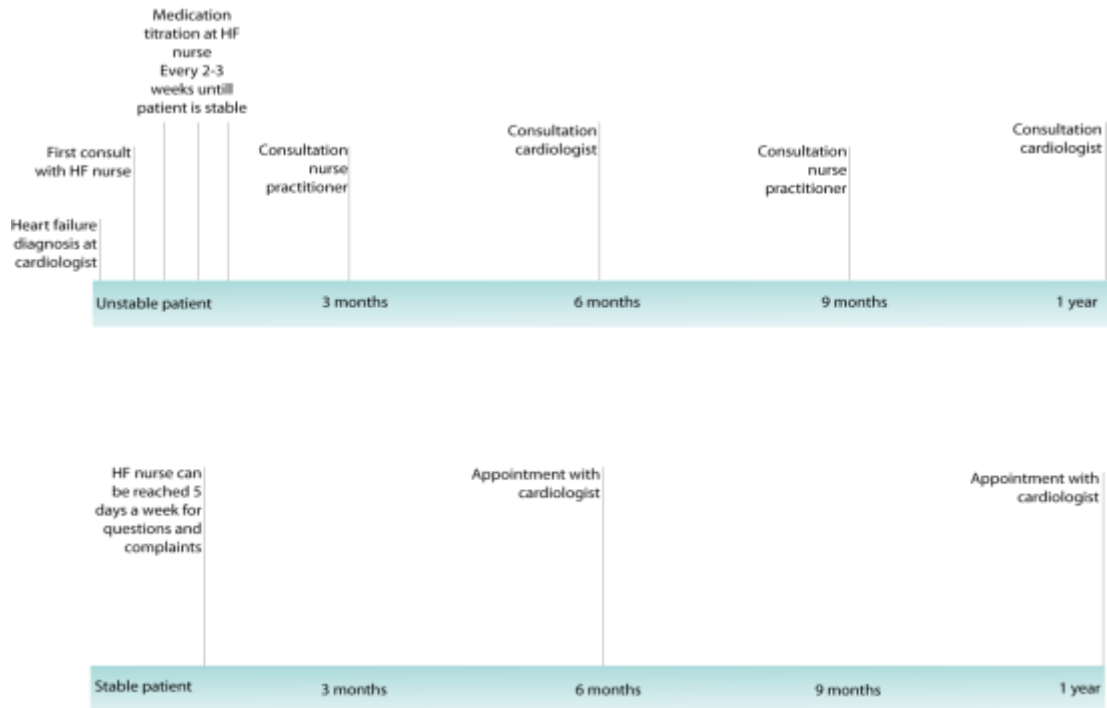 Medication
titration at HF
nurse
Every 2-3
weeks untill
patient is stable
First consult
with HF nurse
Heart failure
diagnosis at
cardiologist
Consultation
nurse
practitioner
Consultation
cardiologist
Consultation
nurse
practitioner
Consultation
cardiologist
Unstable patient
3 months
6 months
9 months
1 year
HF nurse can
be reached 5
days a week for
questions and
complaints
Appointment with
cardiologist
Appointment with
cardiologist
Stable patient
3 months
6 months
9 months
1 year